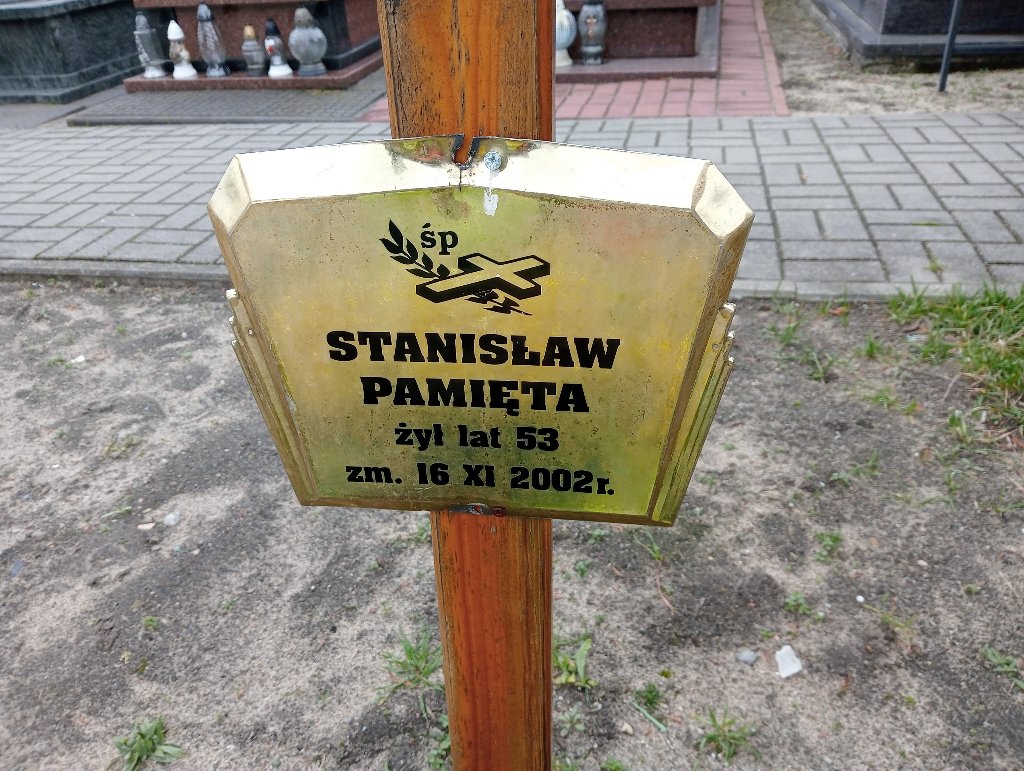 śp
STANISŁAW
PAMIĘTA
żył lat 53
zm. 16 XI 2002r.